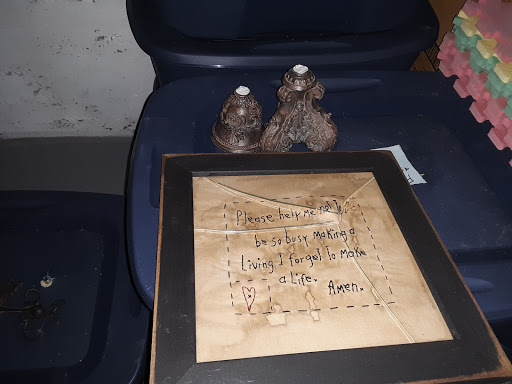 Please help me not to
be so busy making a
Living I forget to make
a Life. Amen.